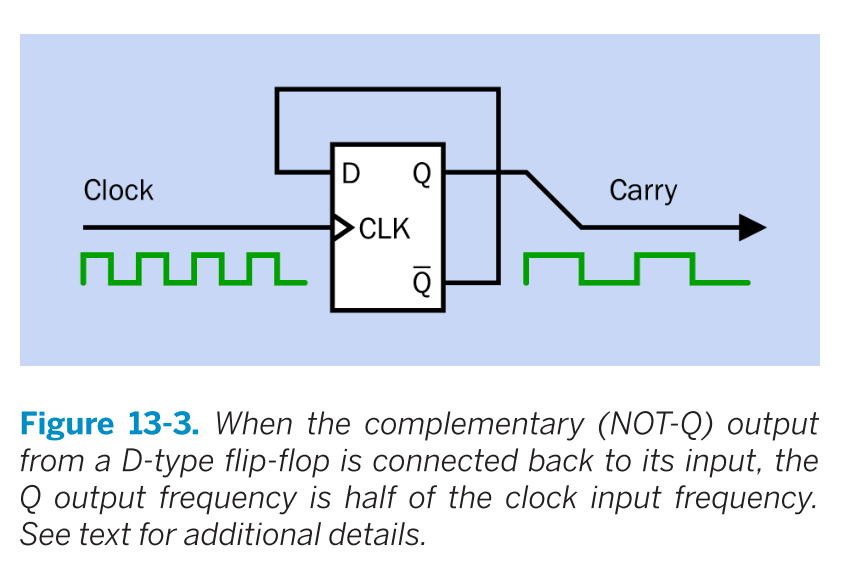 Clock
D
Q
Carry
CLK
Q̅
Figure 13-3. When the complementary (NOT-Q) output
from a D-type flip-flop is connected back to its input, the
Q output frequency is half of the clock input frequency.
See text for additional details.